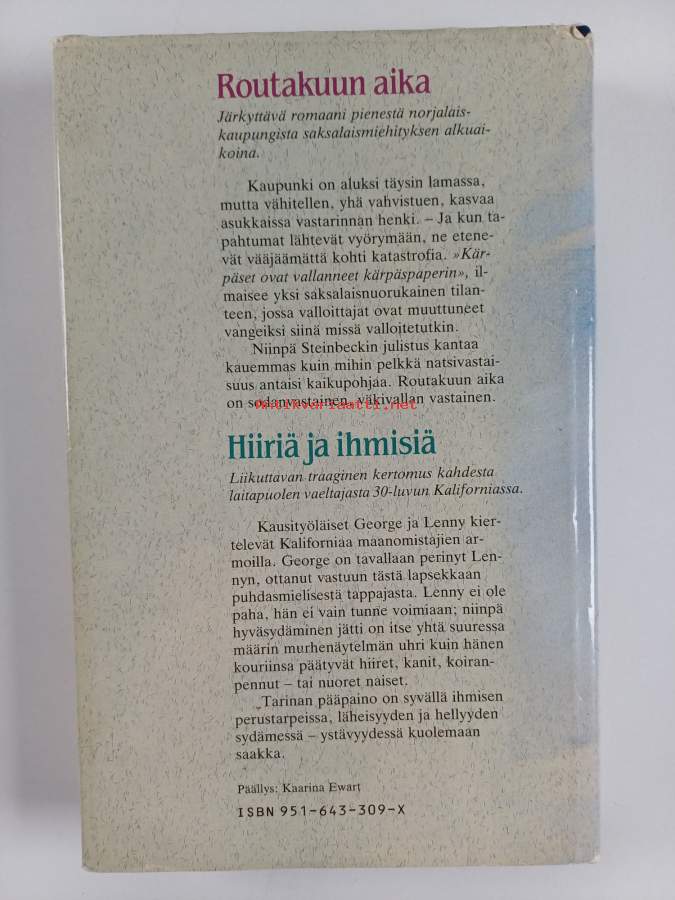 Routakuun aika
Järkyttävä romaani pienestä norjalais-
kaupungista saksalaismiehityksen alkuai-
koina.
Kaupunki on aluksi täysin lamassa,
mutta vähitellen, yhä vahvistuen, kasvaa
asukkaissa vastarinnan henki. – Ja kun ta-
pahtumat lähtevät vyörymään, ne etene-
vät vääjäämättä kohti katastrofia. »Kär-
päset ovat vallanneet kärpäspaperin», il-
maisee yksi saksalaisnuorukainen tilan-
teen, jossa valloittajat ovat muuttuneet
vangeiksi siinä missä valloitetutkin.
Niinpä Steinbeckin julistus kantaa
kauemmas kuin mihin pelkkä natsivastai-
suus antaisi kaikupohjaa. Routakuun aika
on sodanvastainen, väkivallan vastainen.
Antikvariaatti.net
Hiiriä ja ihmisiä
Liikuttavan traaginen kertomus kahdesta
laitapuolen vaeltajasta 30-luvun Kaliforniassa.
Kausityöläiset George ja Lenny kier-
televät Kaliforniaa maanomistajien ar-
moilla. George on tavallaan perinyt Len-
nyn, ottanut vastuun tästä lapsekkaan
puhdasmielisestä tappajasta. Lenny ei ole
paha, hän ei vain tunne voimiaan; niinpä
hyväsydäminen jätti on itse yhtä suuressa
määrin murhenäytelmän uhri kuin hänen
kouriinsa päätyvät hiiret, kanit, koiran-
pennut – tai nuoret naiset.
Tarinan pääpaino on syvällä ihmisen
perustarpeissa, läheisyyden ja hellyyden
sydämessä – ystävyydessä kuolemaan
saakka.
Päällys: Kaarina Ewart
ISBN 951-643-309-X